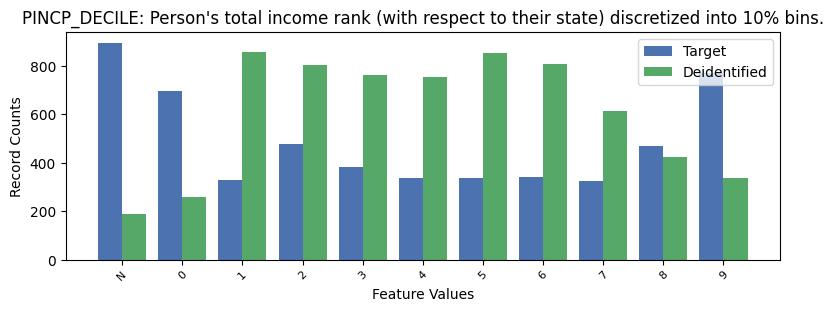 PINCP_DECILE: Person's total income rank (with respect to their state) discretized into 10% bins.
Target
Deidentified
Record Counts
800
600
400
200
0
N 0 1 2 3 4 5 6 7 8 9
Feature Values